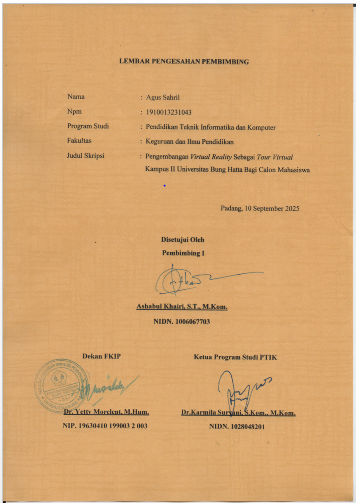 LEMBAR PENGESAHAN PEMBIMBING
Nama : Agus Sahril
Npm : 1910013231043
Program Studi : Pendidikan Teknik Informatika dan Komputer
Fakultas : Keguruan dan Ilmu Pendidikan
Judul Skripsi : Pengembangan Virtual Reality Sebagai Tour Virtual
Kampus II Universitas Bung Hatta Bagi Calon Mahasiswa
Padang, 10 September 2025
Disetujui Oleh
Pembimbing I
Ashabul Khairi, S.T., M.Kom.
NIDN. 1006067703
Dekan FKIP Ketua Program Studi PTIK
Dr. Yetty Morelent, M.Hum. Dr.Karmila Suryani, S.Kom., M.Kom.
NIP. 19630410 199003 2 003 NIDN. 1028048201